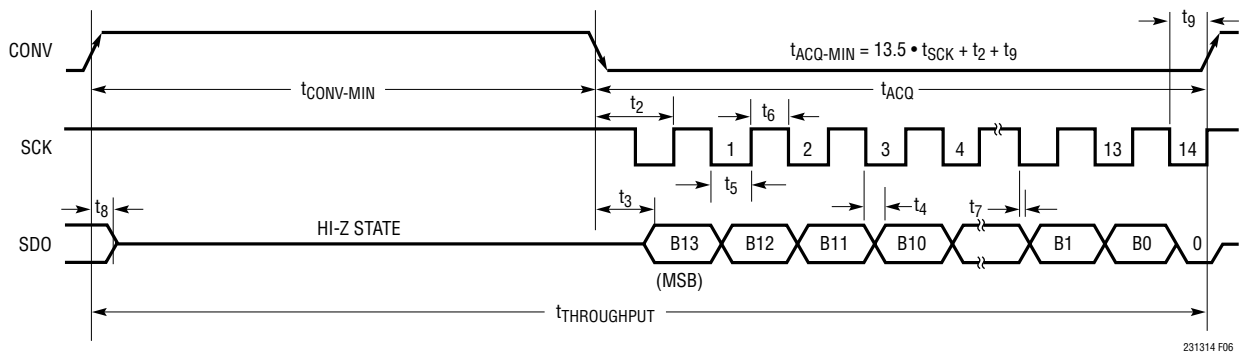 CONV
tCONV-MIN
tACQ-MIN = 13.5 • tSCK + t2 + t9
t9
tACQ
t2
t6
SCK
1
2
3
4
13
14
t5
t8
t3
t4
t7
SDO
HI-Z STATE
B13
B12
B11
B10
B1
B0
0
(MSB)
tTHROUGHPUT
231314 F06